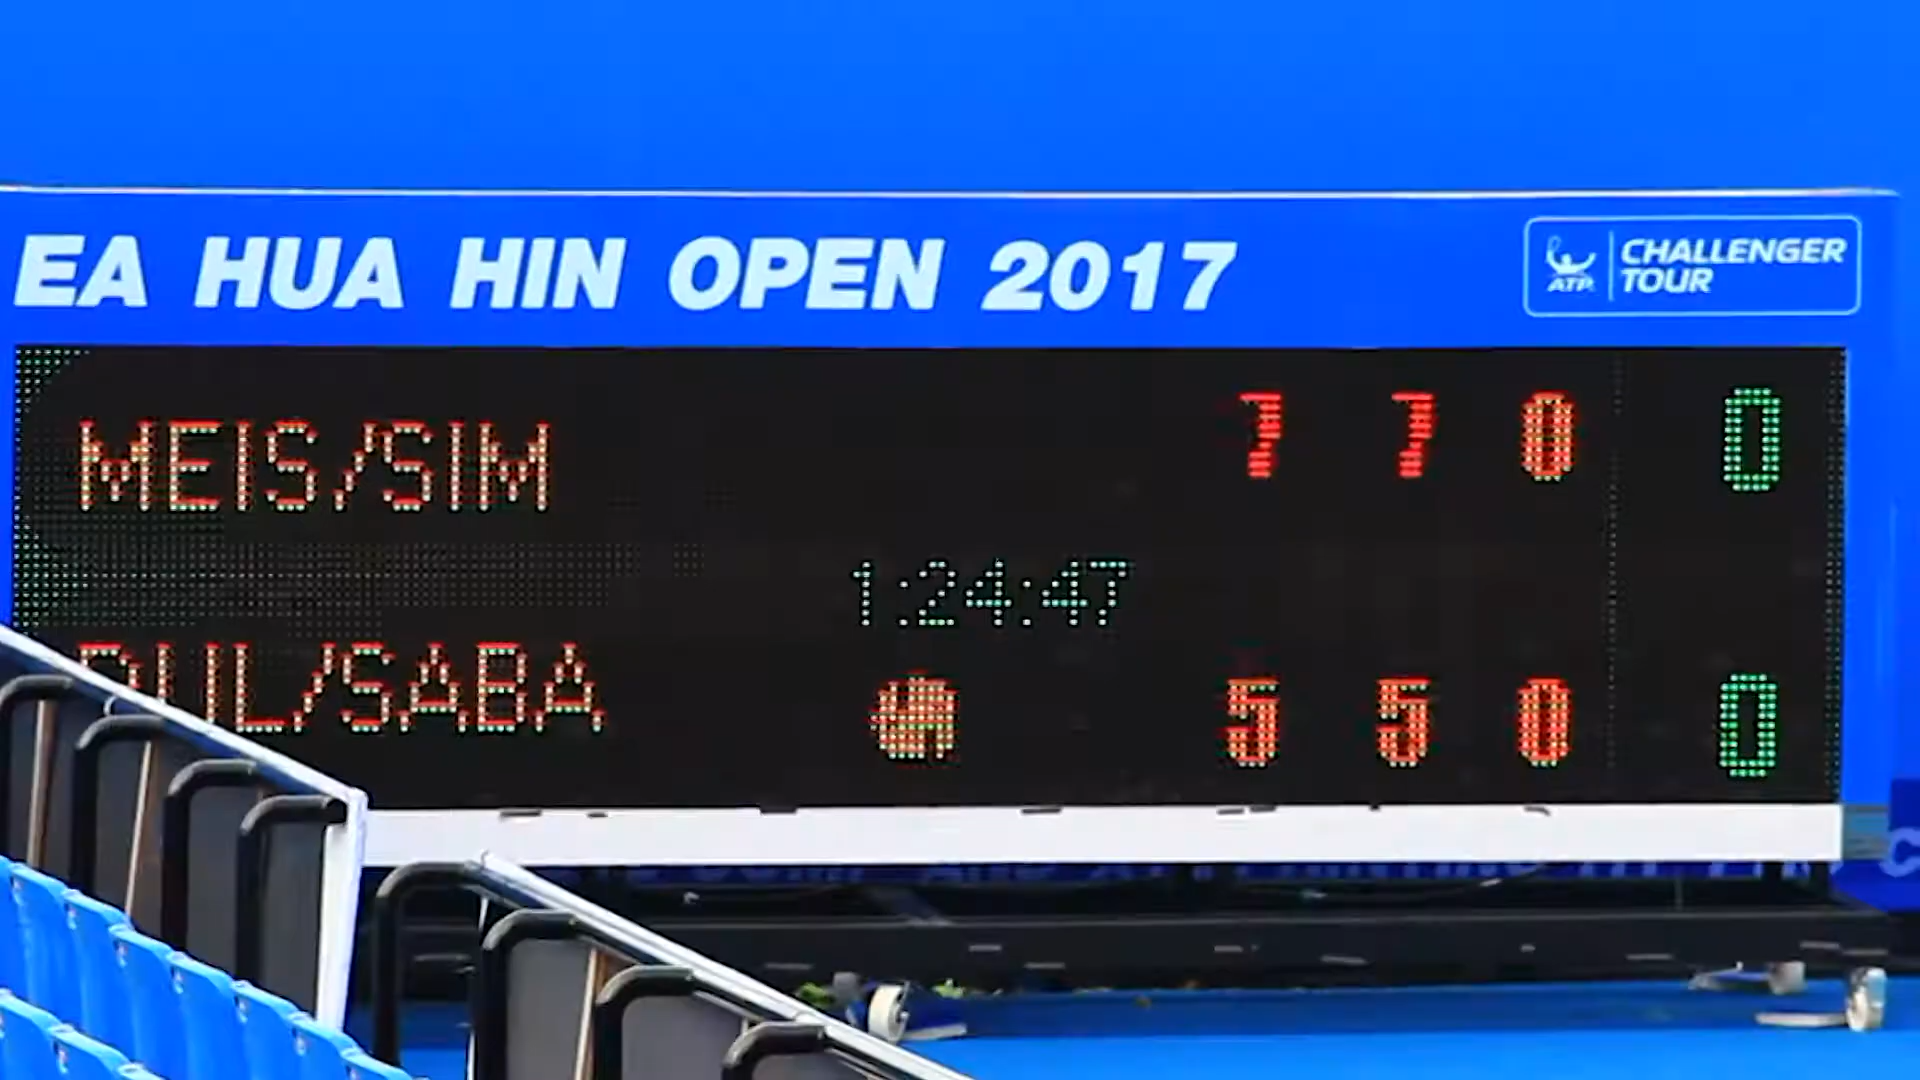 EA HUA HIN OPEN 2017
ATP
CHALLENGER
TOUR
MEIS/SIM 7 7 0 0
1:24:47
DUL/SABA 5 5 0 0